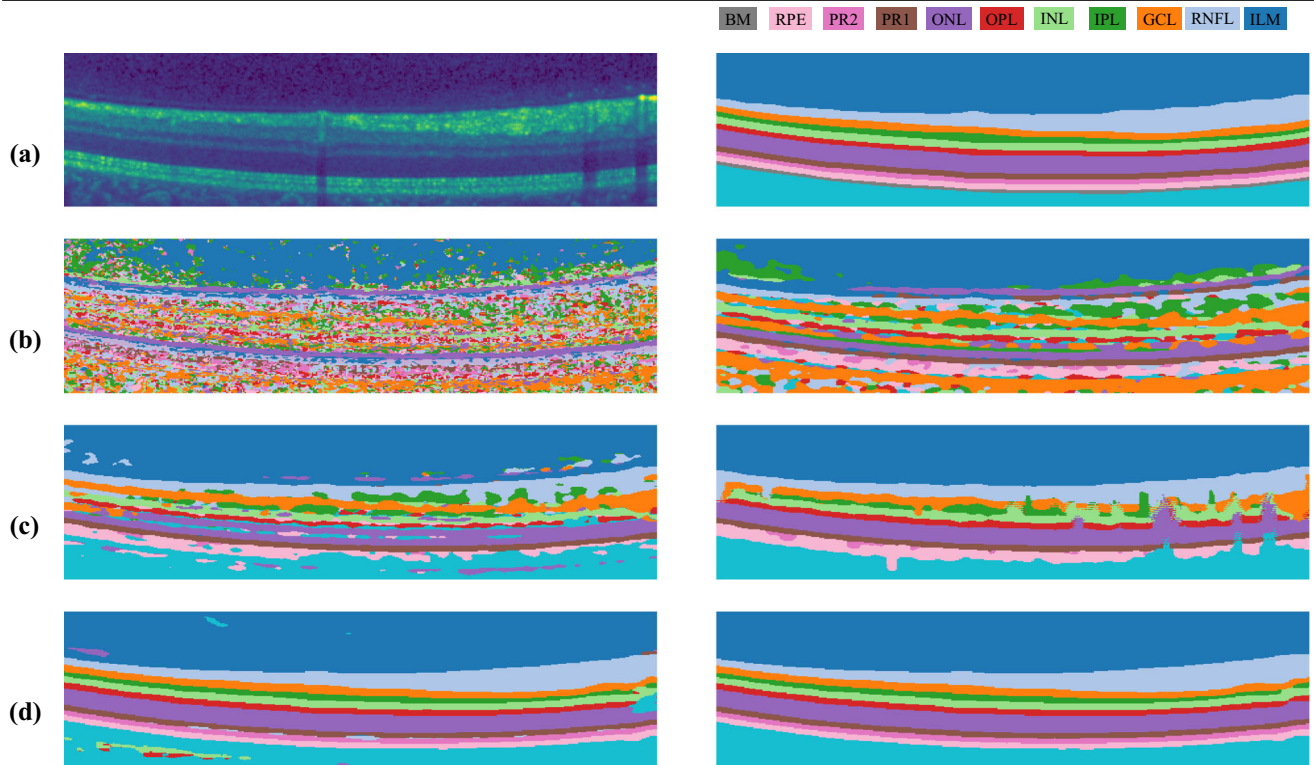 BM RPE PR2 PR1 ONL OPL INL IPL GCL RNFL ILM
(a)
(b)
(c)
(d)